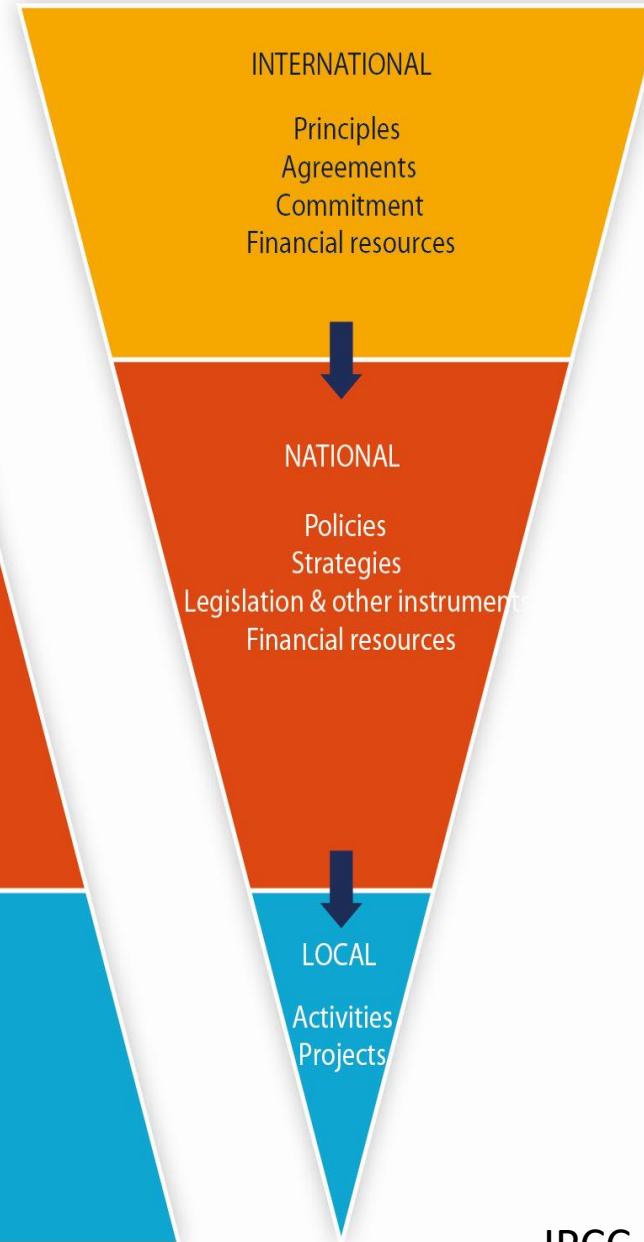 INTERNATIONAL
Principles
Agreements
Commitment
Financial resources
NATIONAL
Policies
Strategies
Legislation & other instruments
Financial resources
LOCAL
Activities
Projects
IPCC